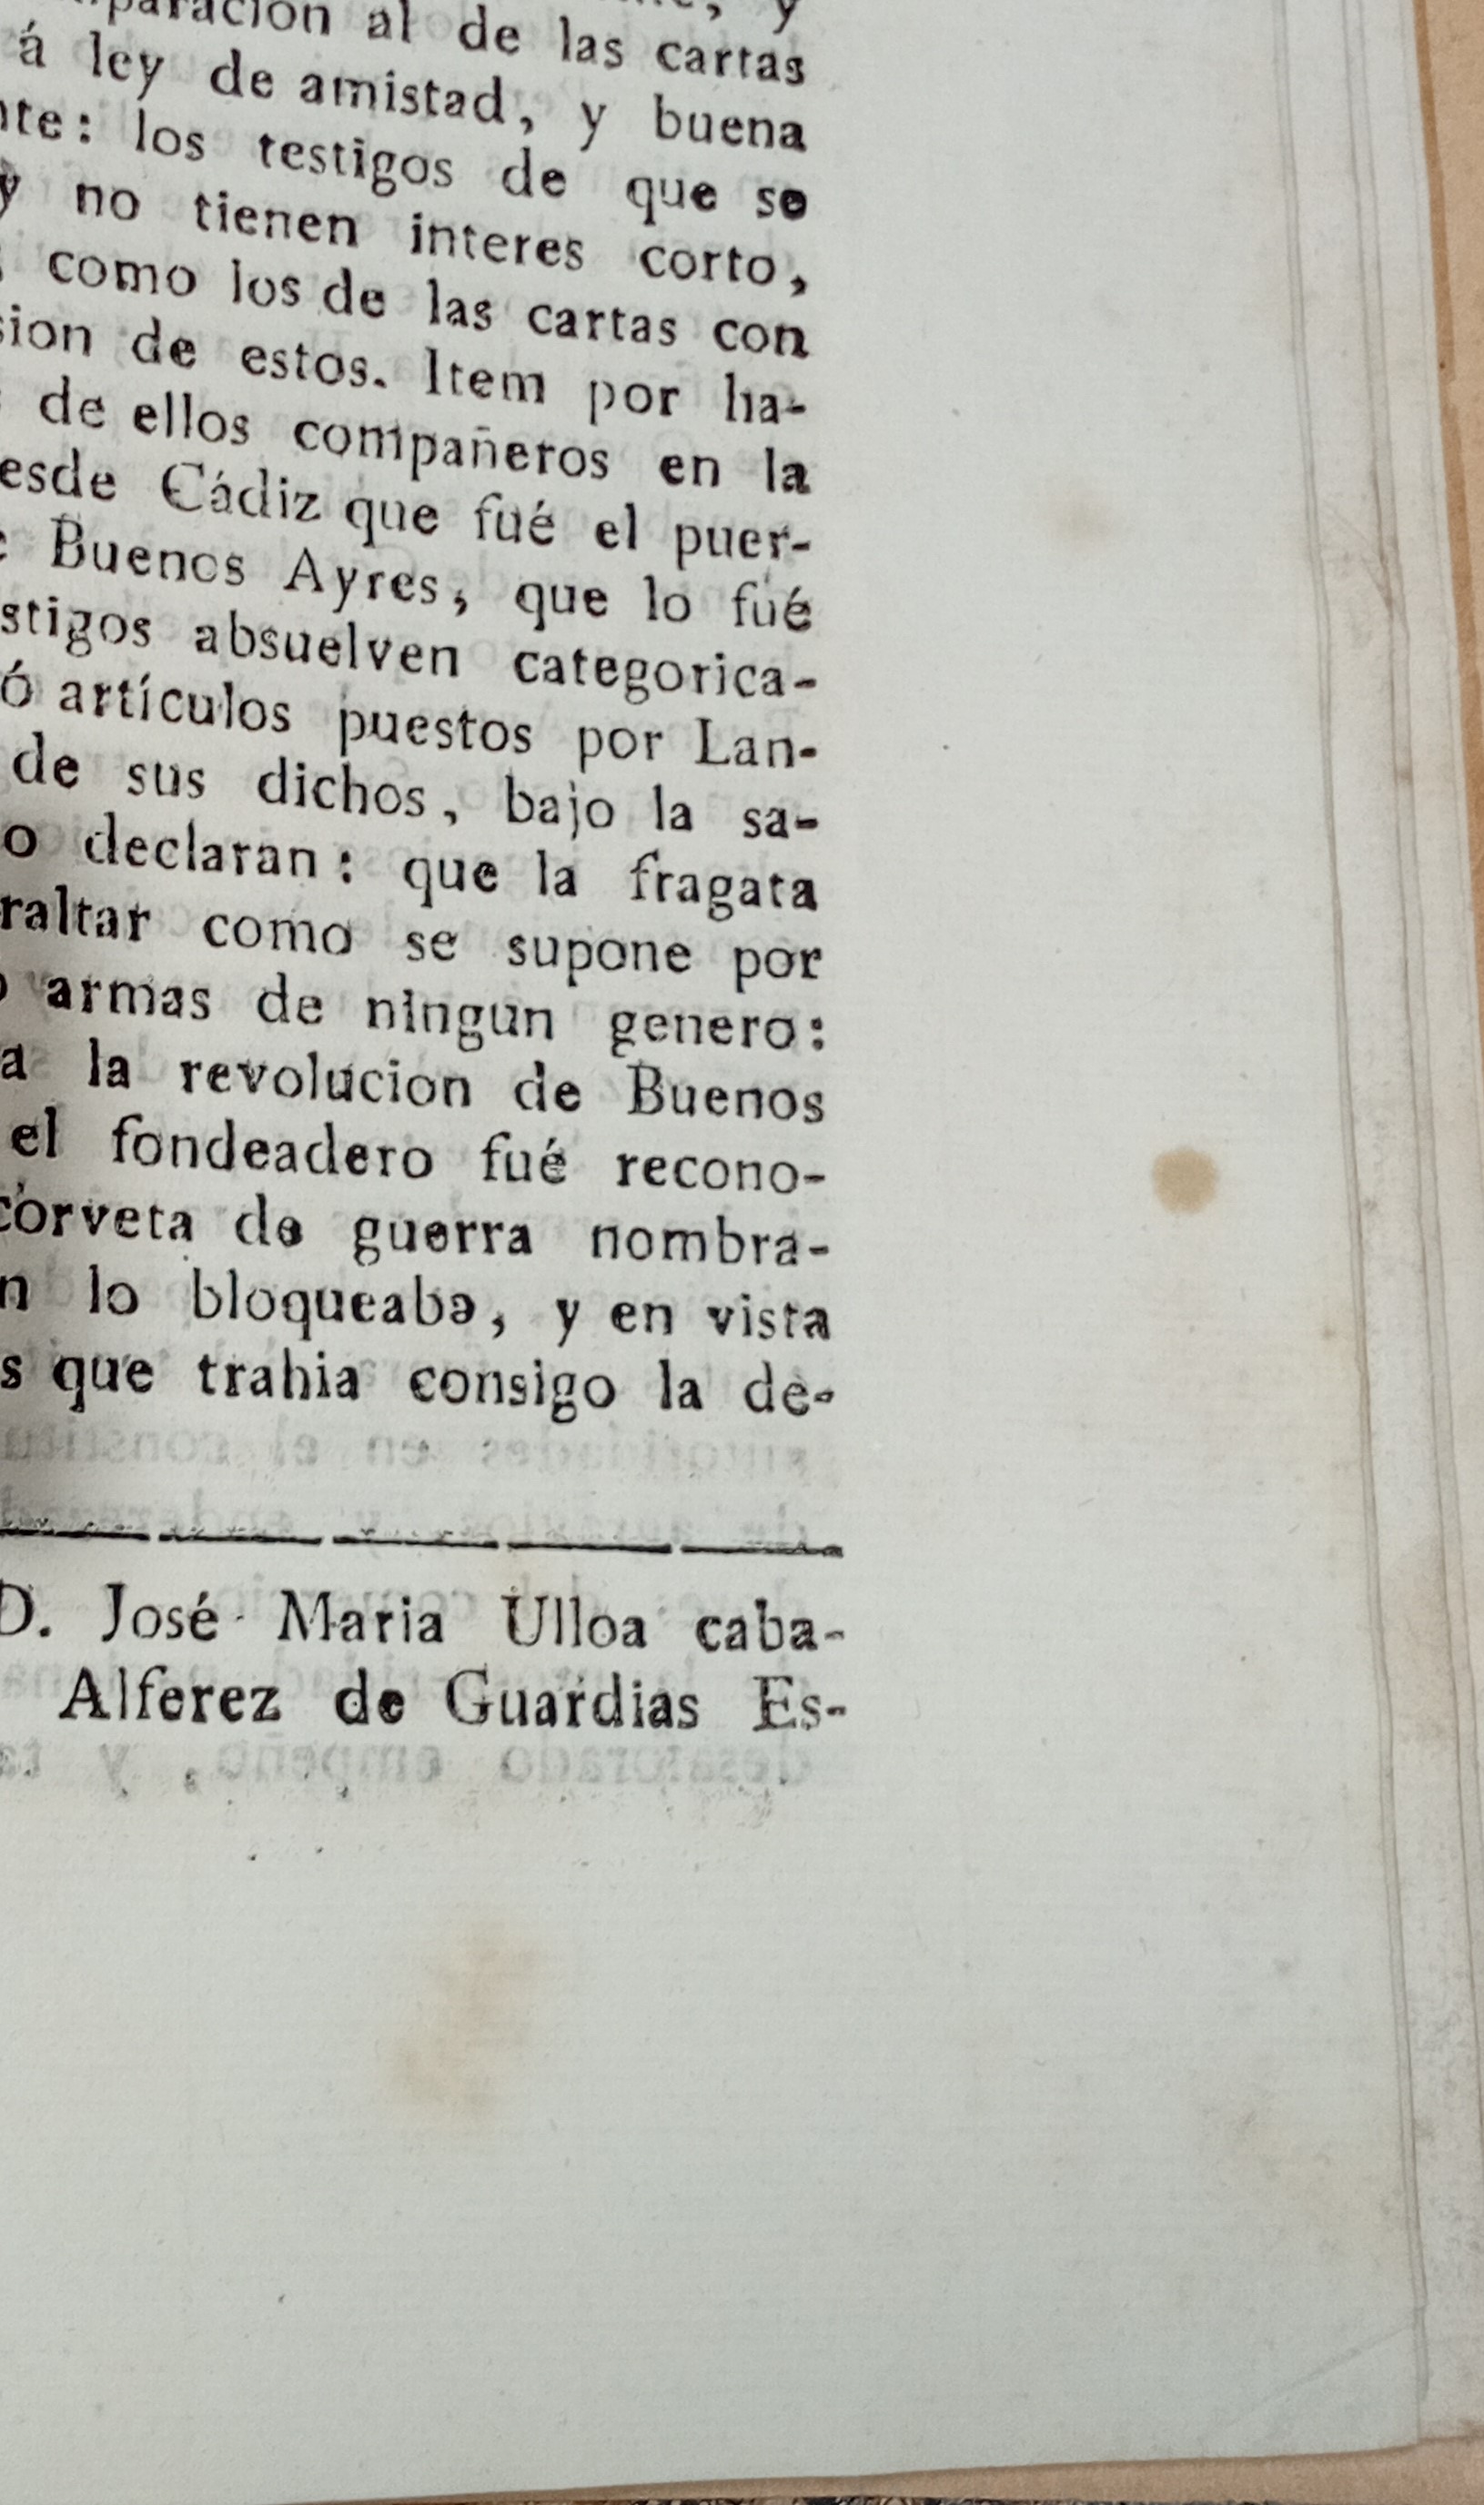 al de las cartas
á ley de amistad, y buena
los testigos de que se
y no tienen interes corto,
como los de las cartas con
de estos. Item por ha-
de ellos compañeros en la
Cádiz que fué el puer-
Buenos Ayres, que lo fué
absuelven categorica-
ó artículos puestos por Lan-
de sus dichos, bajo la sa-
o declaran: que la fragata
raltar como se supone por
armas de ningun genero:
a la revolucion de Buenos
el fondeadero fué recono-
corveta de guerra nombra-
n lo bloqueaba, y en vista
s que trahia consigo la de-
D. José Maria Ulloa caba-
Alferez de Guardias Es-